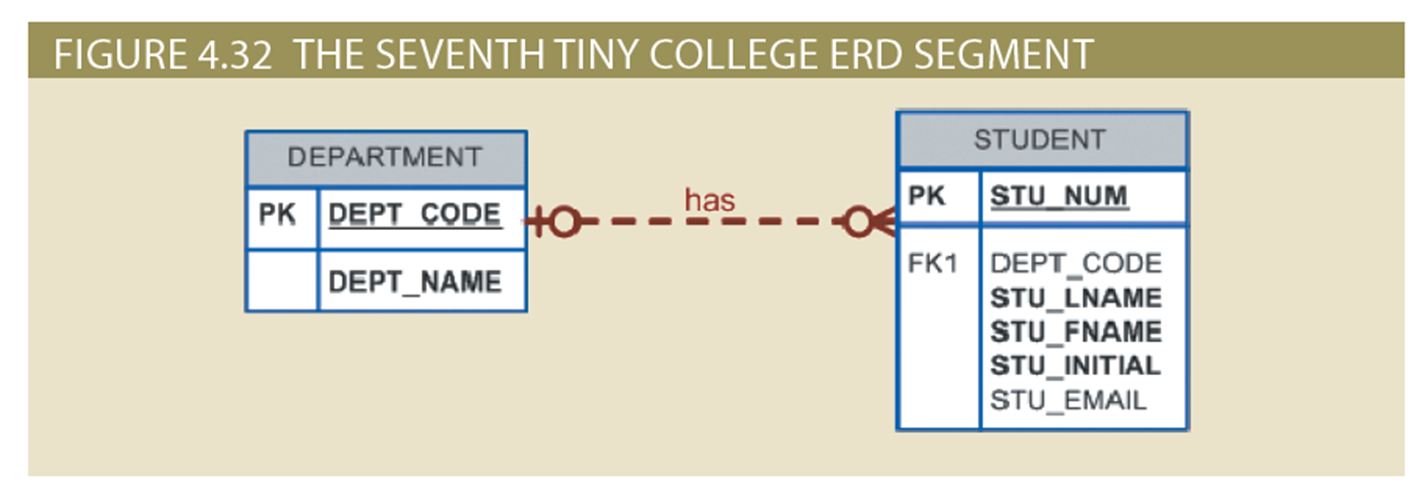 FIGURE 4.32 THE SEVENTH TINY COLLEGE ERD SEGMENT
DEPARTMENT
PK DEPT_CODE
DEPT_NAME
has
STUDENT
PK STU_NUM
FK1 DEPT_CODE
STU_LNAME
STU_FNAME
STU_INITIAL
STU_EMAIL